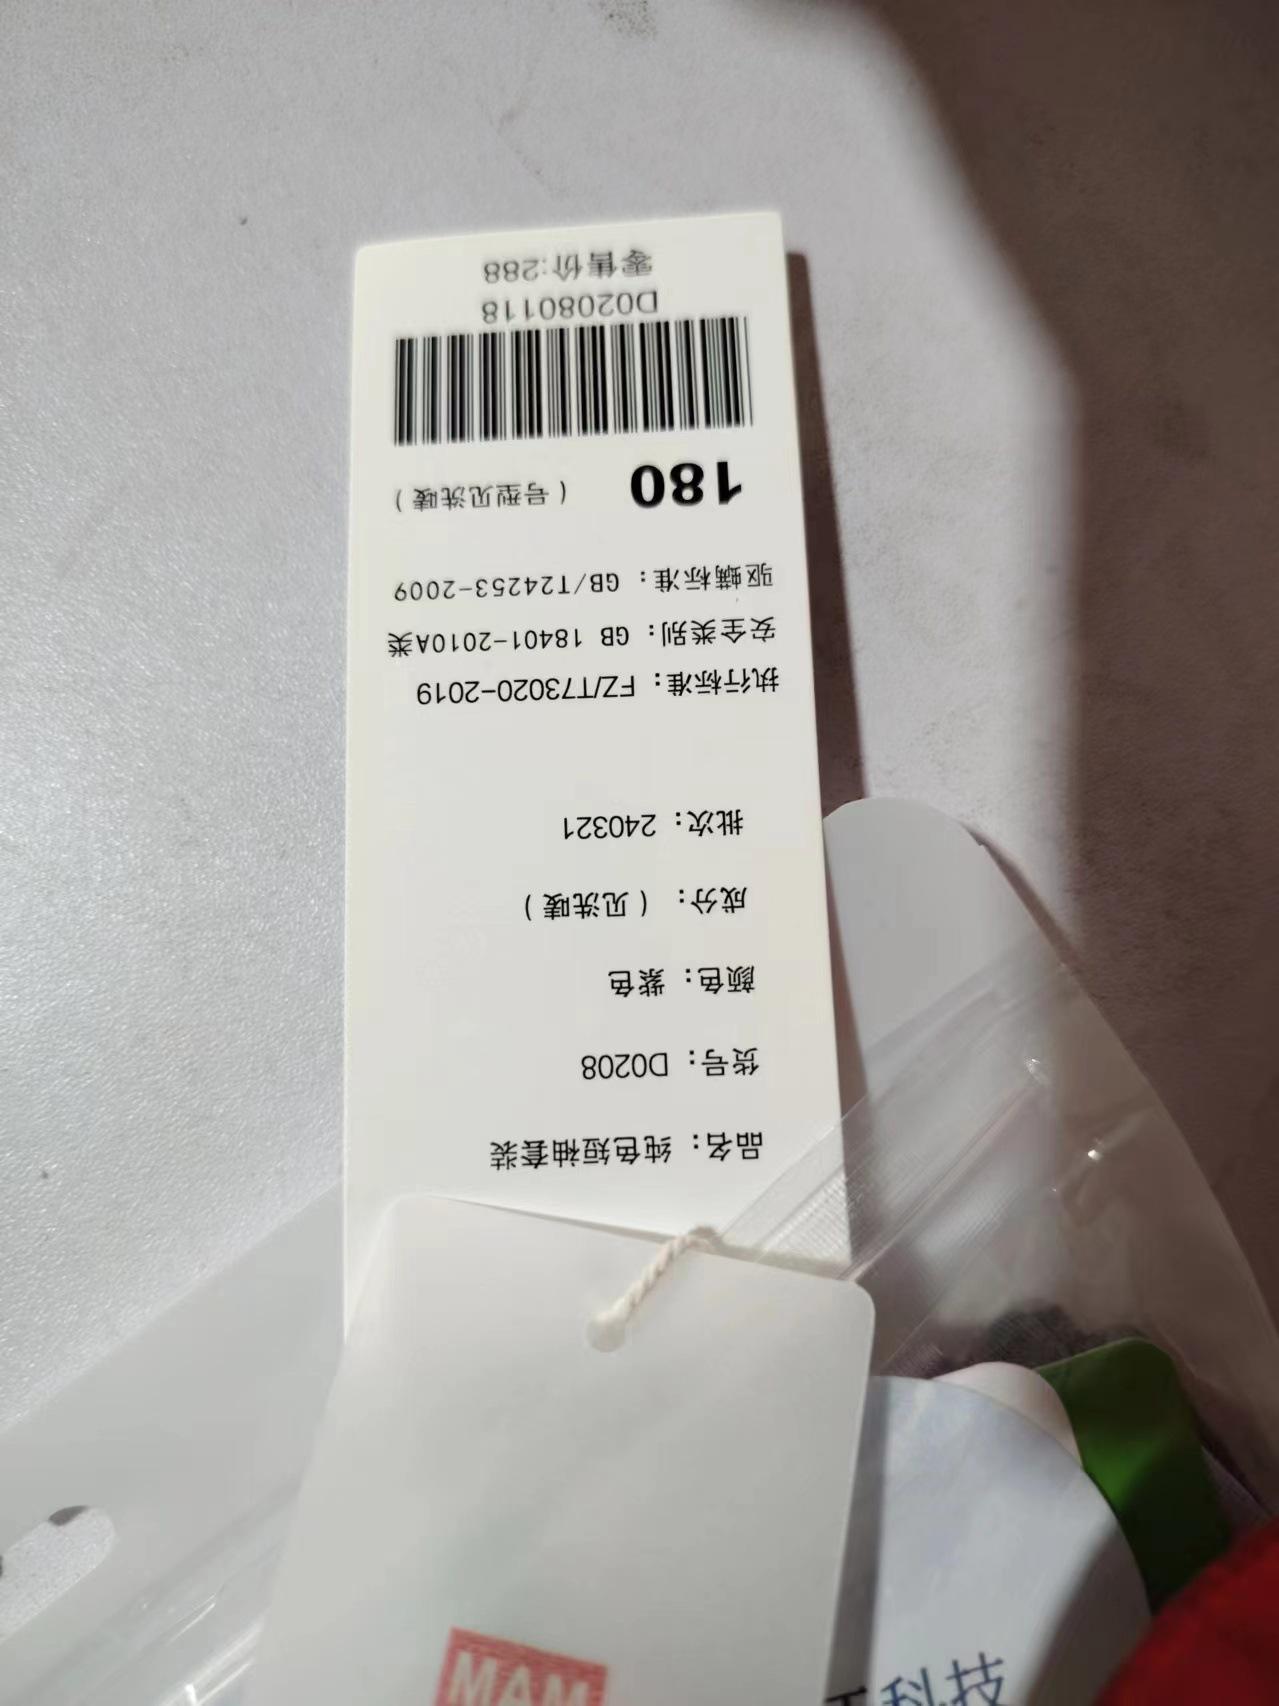 品名：纯色短袖套装
货号：D0208
颜色：紫色
成分：（见洗唛）
批次：240321
执行标准：FZ/T73020-2019
安全类别：GB 18401-2010A类
驱螨标准：GB/T24253-2009
180 （号型见洗唛）
D02080118
零售价:288
MAM
科技